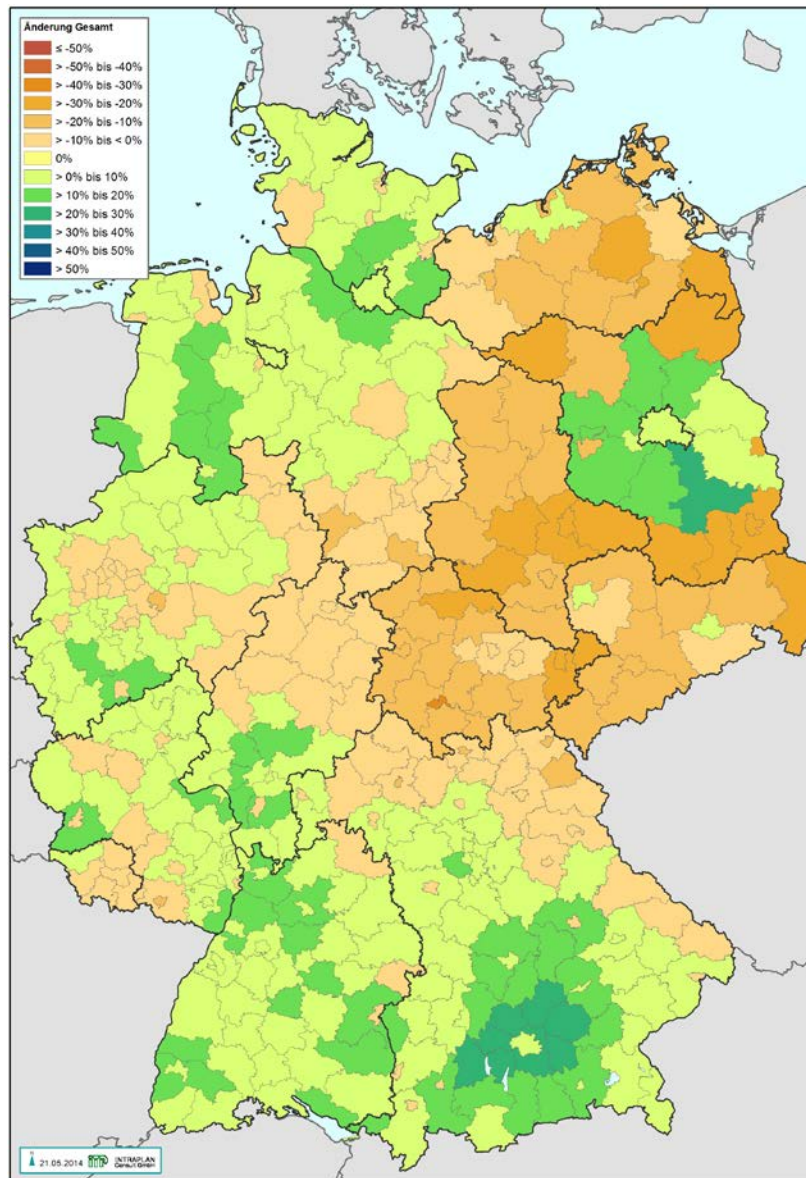 Änderung Gesamt
≤ -50%
> -50% bis -40%
> -40% bis -30%
> -30% bis -20%
> -20% bis -10%
> -10% bis < 0%
0%
> 0% bis 10%
> 10% bis 20%
> 20% bis 30%
> 30% bis 40%
> 40% bis 50%
> 50%
21.05.2014
INTRAPLAN
Consult GmbH